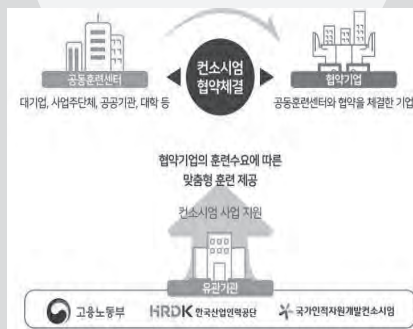 컨소시엄
협약체결
공동훈련센터
대기업, 사업주단체, 공공기관, 대학 등
협약기업
공동훈련센터와 협약을 체결한 기업
협약기업의 훈련수요에 따른
맞춤형 훈련 제공
컨소시엄 사업 지원
유관기관
고용노동부
HRDK 한국산업인력공단
국가인적자원개발컨소시엄